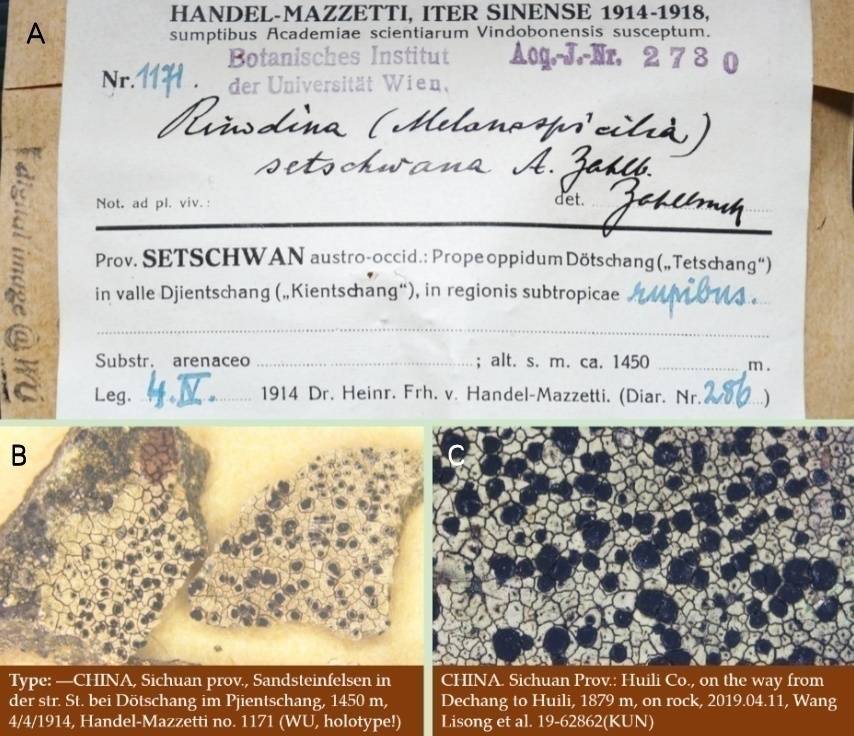 A
HANDEL-MAZZETTI, ITER SINENSE 1914-1918,
sumptibus Academiae scientiarum Vindobonensis susceptum.
Botanisches Institut Acq.-J.-Nr. 2730
Nr. 1171. der Universität Wien.
Rinodina (Melanaspicilia)
setschwana A. Zahlb.
Not. ad pl. viv.: det. Zahlbruck
Prov. SETSCHWAN austro-occid.: Prope oppidum Dötschang („Tetschang“)
in valle Djientschang („Kientschang“), in regionis subtropicae rupibus.
Substr. arenaceo ; alt. s. m. ca. 1450 m.
Leg. 4. IV. 1914 Dr. Heinr. Frh. v. Handel-Mazzetti. (Diar. Nr. 286)
digital image @ WU
B
Type: —CHINA, Sichuan prov., Sandsteinfelsen in
der str. St. bei Dötschang im Pjientschang, 1450 m,
4/4/1914, Handel-Mazzetti no. 1171 (WU, holotype!)
C
CHINA. Sichuan Prov.: Huili Co., on the way from
Dechang to Huili, 1879 m, on rock, 2019.04.11, Wang
Lisong et al. 19-62862(KUN)